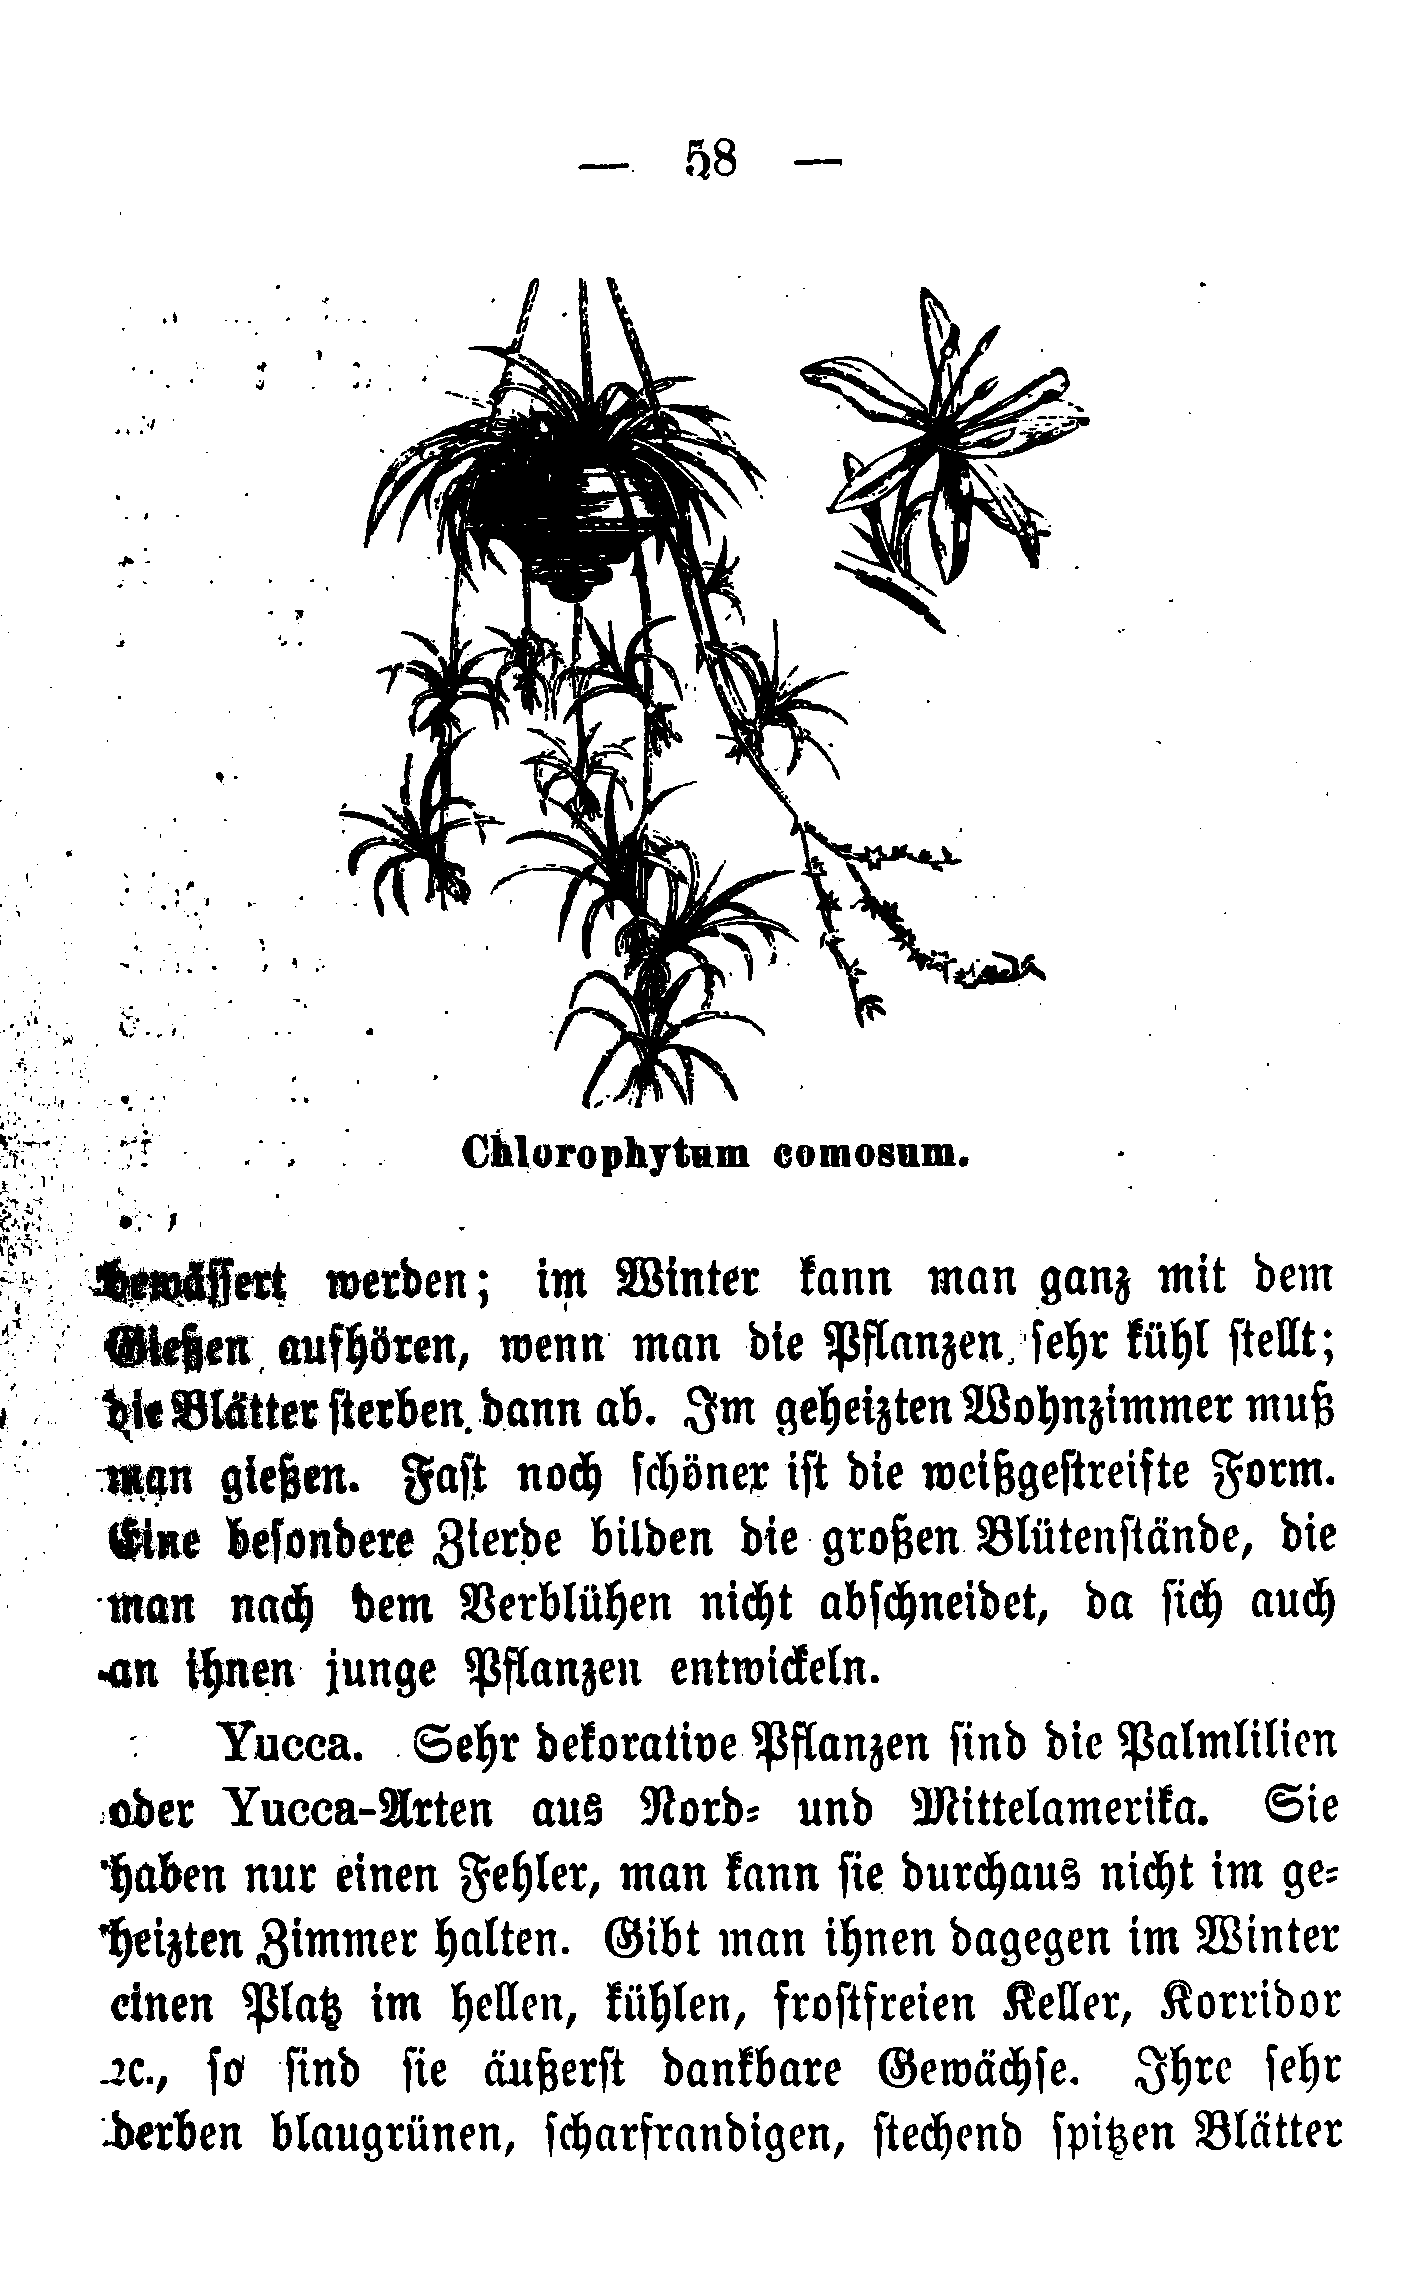 — 58 —
Chlorophytum comosum.
bewässert werden; im Winter kann man ganz mit dem
Gießen aufhören, wenn man die Pflanzen sehr kühl stellt;
die Blätter sterben dann ab. Im geheizten Wohnzimmer muß
man gießen. Fast noch schöner ist die weißgestreifte Form.
Eine besondere Zierde bilden die großen Blütenstände, die
man nach dem Verblühen nicht abschneidet, da sich auch
an ihnen junge Pflanzen entwickeln.
Yucca. Sehr dekorative Pflanzen sind die Palmlilien
oder Yucca-Arten aus Nord- und Mittelamerika. Sie
haben nur einen Fehler, man kann sie durchaus nicht im ge-
heizten Zimmer halten. Gibt man ihnen dagegen im Winter
einen Platz im hellen, kühlen, frostfreien Keller, Korridor
ꝛc., so sind sie äußerst dankbare Gewächse. Ihre sehr
derben blaugrünen, scharfrandigen, stechend spitzen Blätter